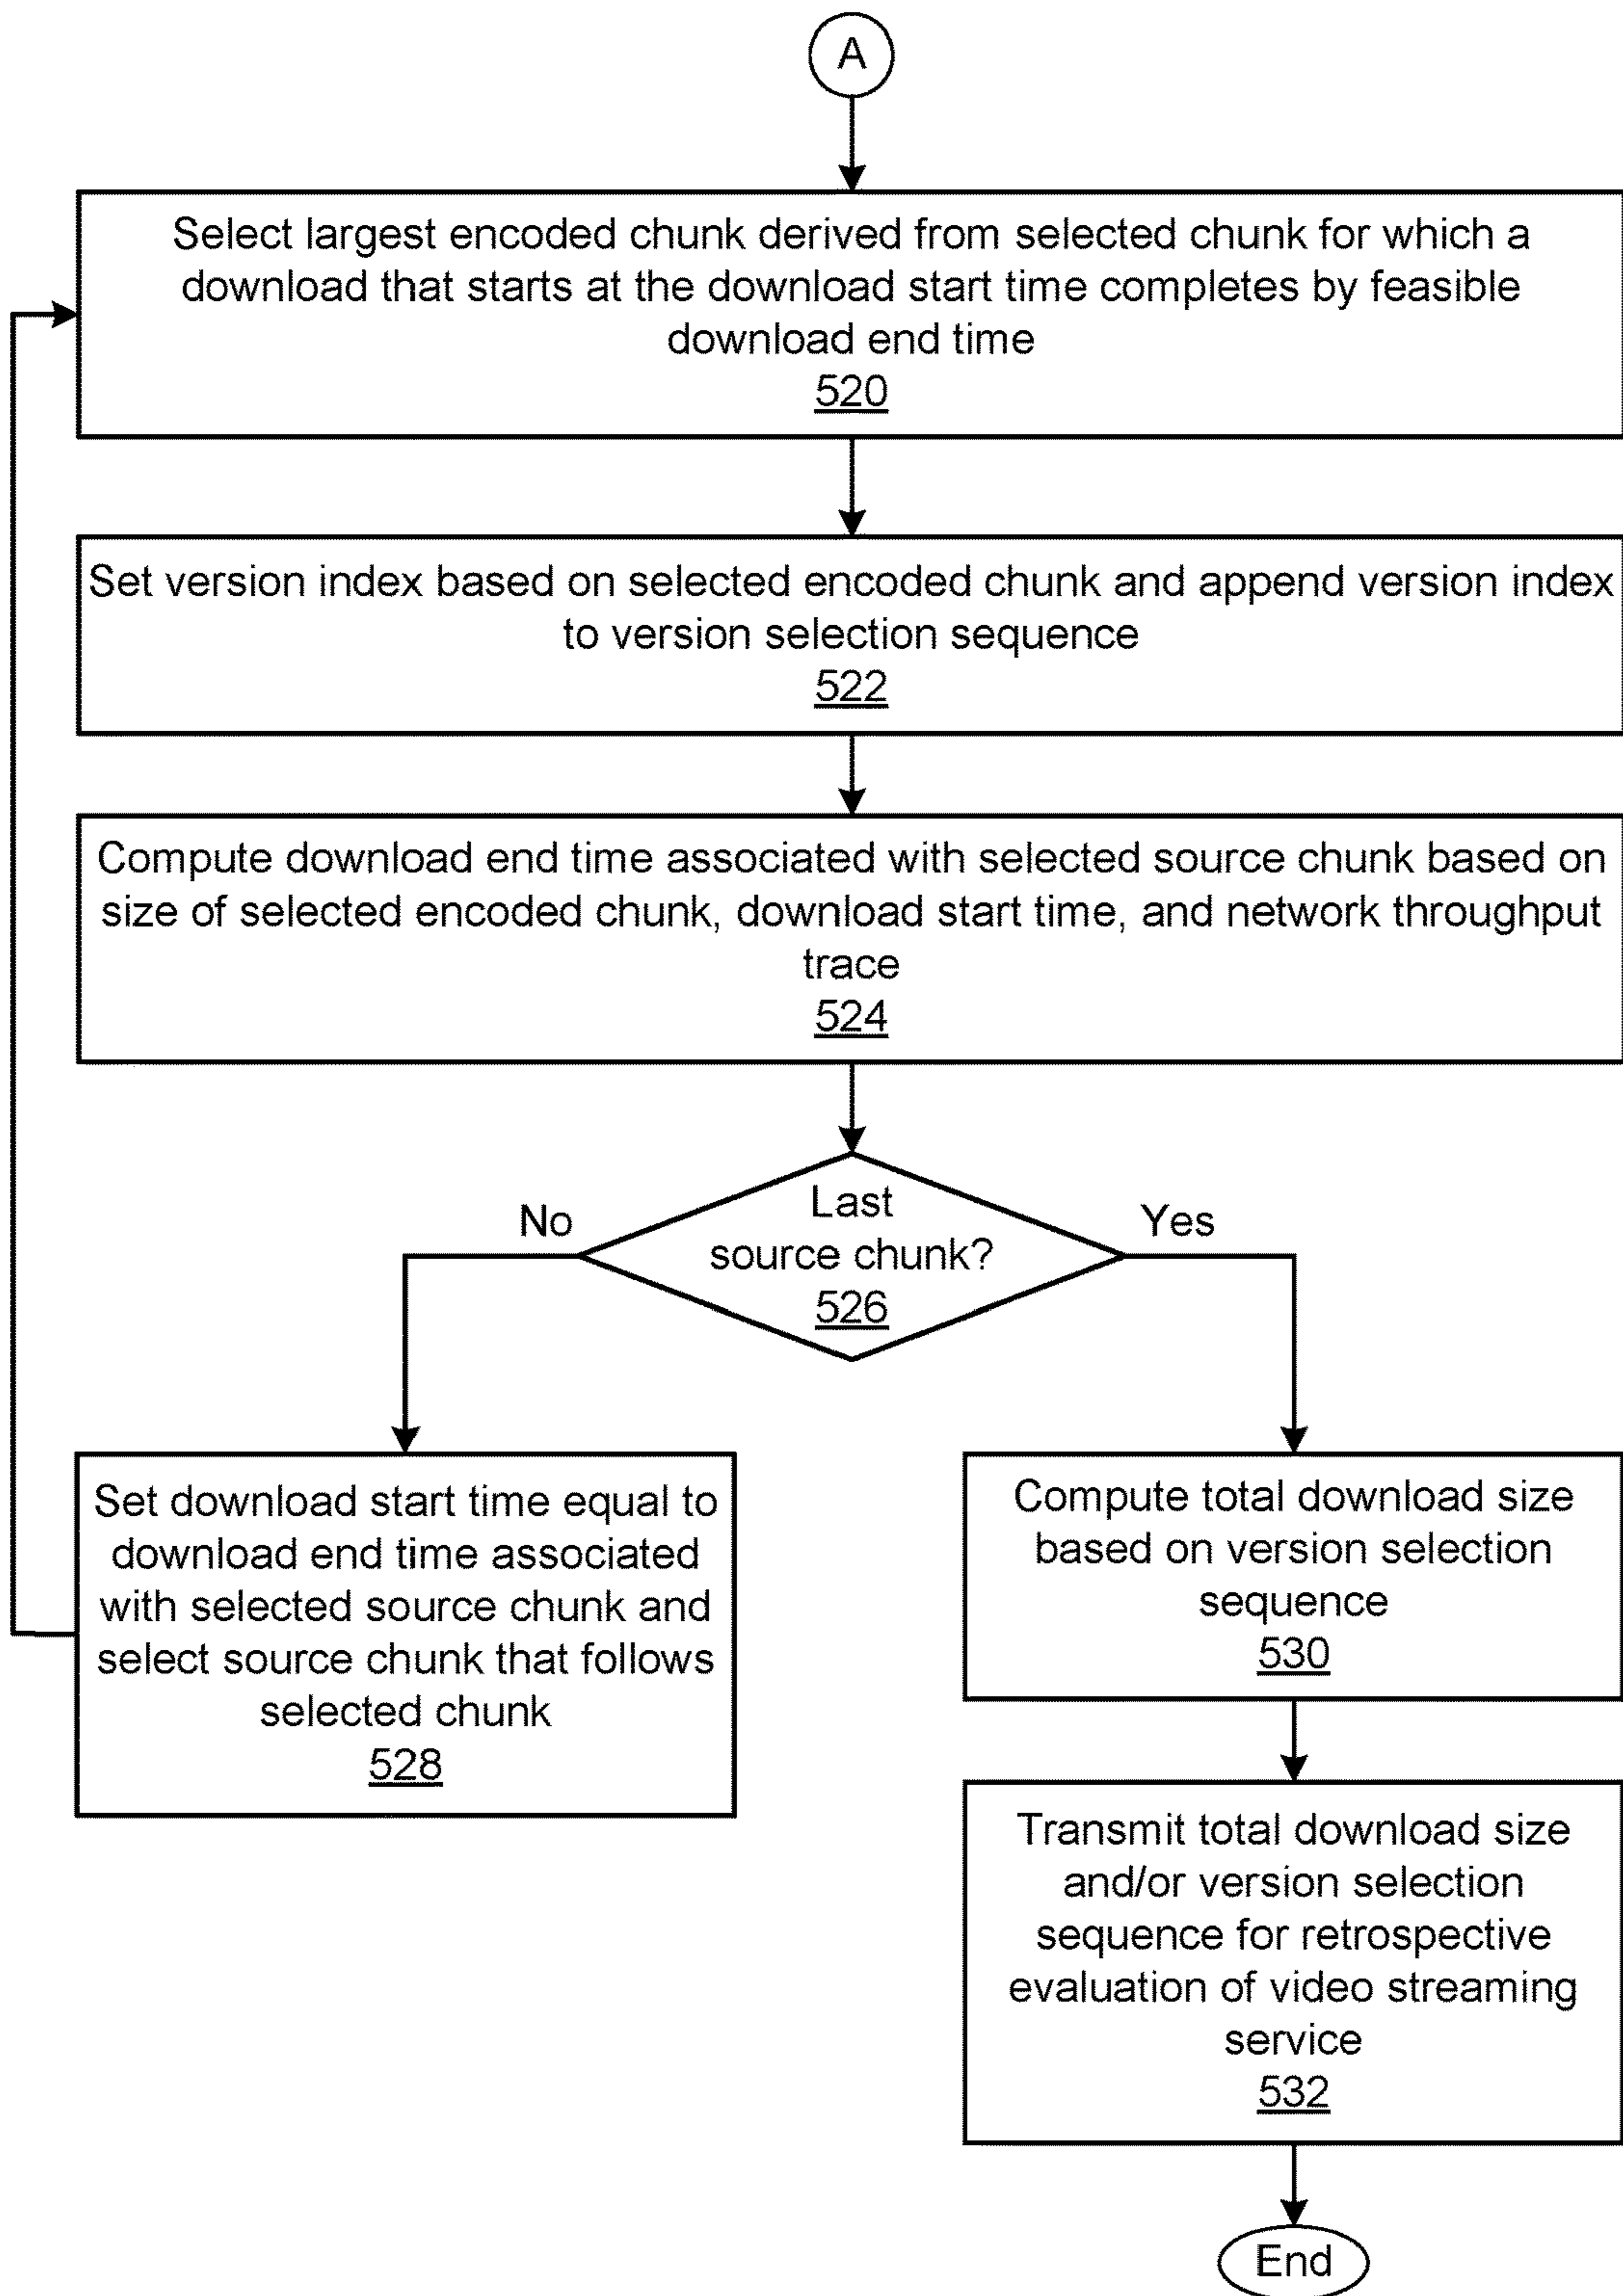 A
Select largest encoded chunk derived from selected chunk for which a
download that starts at the download start time completes by feasible
download end time
520
Set version index based on selected encoded chunk and append version index
to version selection sequence
522
Compute download end time associated with selected source chunk based on
size of selected encoded chunk, download start time, and network throughput
trace
524
Last
source chunk?
526
No
Yes
Set download start time equal to
download end time associated
with selected source chunk and
select source chunk that follows
selected chunk
528
Compute total download size
based on version selection
sequence
530
Transmit total download size
and/or version selection
sequence for retrospective
evaluation of video streaming
service
532
End